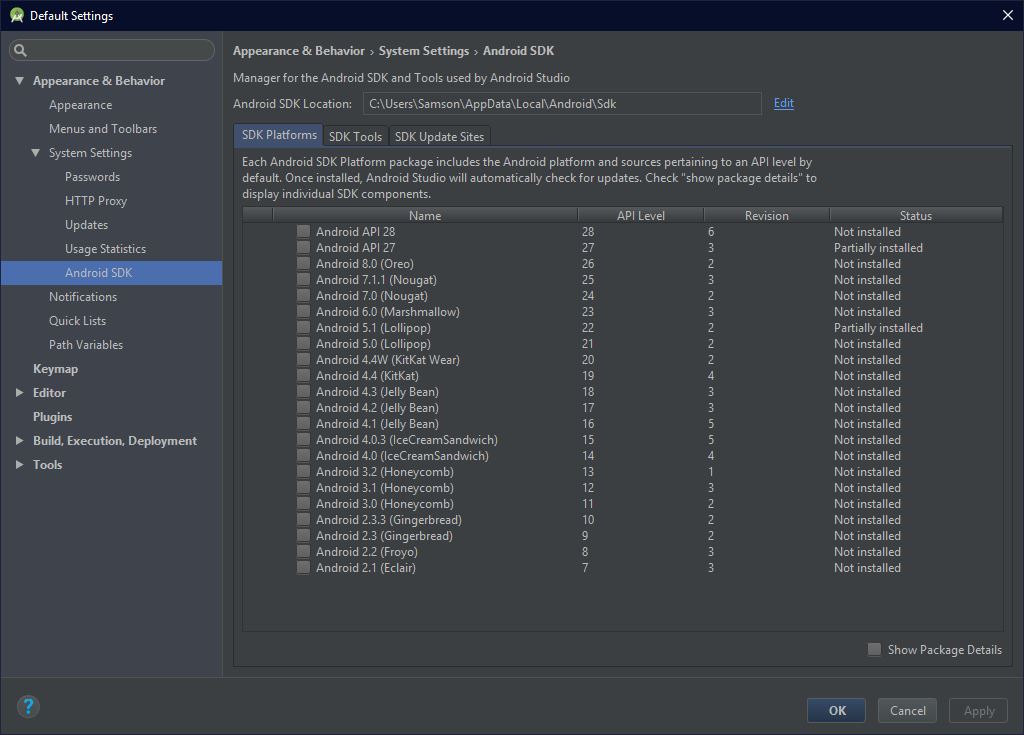 Default Settings
Appearance & Behavior
Appearance
Menus and Toolbars
System Settings
Passwords
HTTP Proxy
Updates
Usage Statistics
Android SDK
Notifications
Quick Lists
Path Variables
Keymap
Editor
Plugins
Build, Execution, Deployment
Tools
Appearance & Behavior › System Settings › Android SDK
Manager for the Android SDK and Tools used by Android Studio
Android SDK Location: C:\Users\Samson\AppData\Local\Android\Sdk Edit
SDK Platforms SDK Tools SDK Update Sites
Each Android SDK Platform package includes the Android platform and sources pertaining to an API level by
default. Once installed, Android Studio will automatically check for updates. Check "show package details" to
display individual SDK components.
Name API Level Revision Status
Android API 28 28 6 Not installed
Android API 27 27 3 Partially installed
Android 8.0 (Oreo) 26 2 Not installed
Android 7.1.1 (Nougat) 25 3 Not installed
Android 7.0 (Nougat) 24 2 Not installed
Android 6.0 (Marshmallow) 23 3 Not installed
Android 5.1 (Lollipop) 22 2 Partially installed
Android 5.0 (Lollipop) 21 2 Not installed
Android 4.4W (KitKat Wear) 20 2 Not installed
Android 4.4 (KitKat) 19 4 Not installed
Android 4.3 (Jelly Bean) 18 3 Not installed
Android 4.2 (Jelly Bean) 17 3 Not installed
Android 4.1 (Jelly Bean) 16 5 Not installed
Android 4.0.3 (IceCreamSandwich) 15 5 Not installed
Android 4.0 (IceCreamSandwich) 14 4 Not installed
Android 3.2 (Honeycomb) 13 1 Not installed
Android 3.1 (Honeycomb) 12 3 Not installed
Android 3.0 (Honeycomb) 11 2 Not installed
Android 2.3.3 (Gingerbread) 10 2 Not installed
Android 2.3 (Gingerbread) 9 2 Not installed
Android 2.2 (Froyo) 8 3 Not installed
Android 2.1 (Eclair) 7 3 Not installed
Show Package Details
? OK Cancel Apply